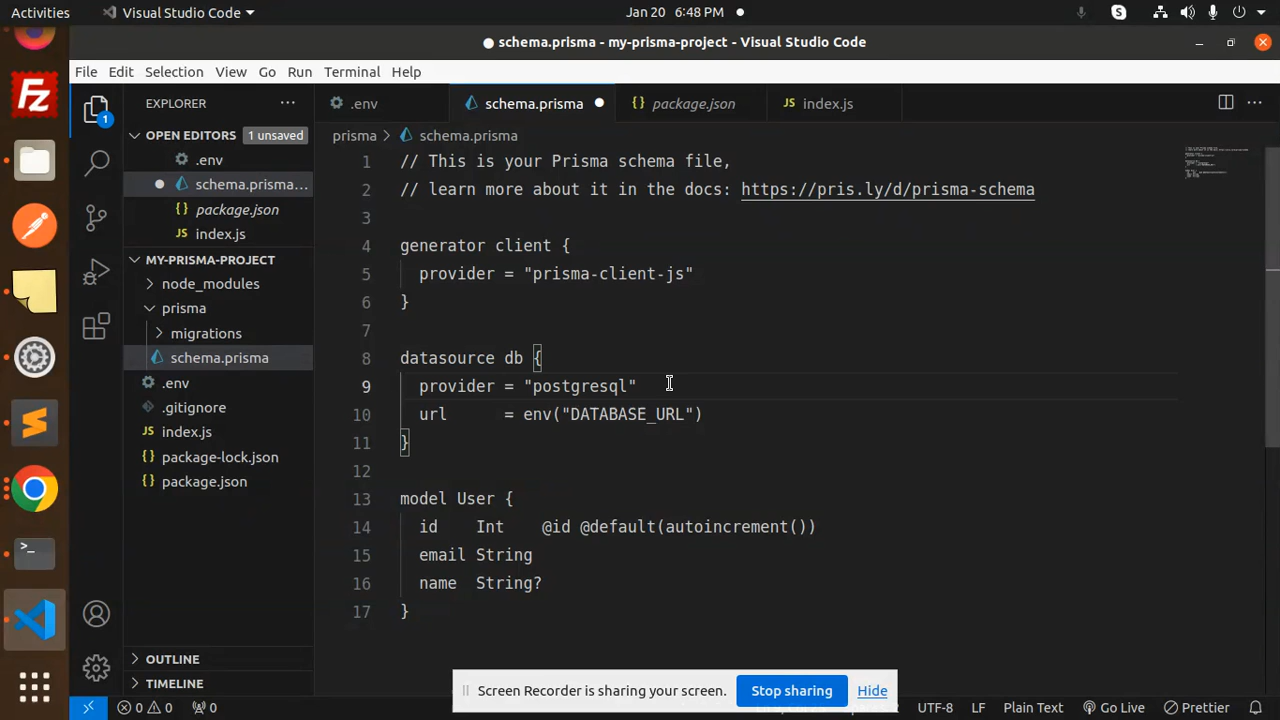 Activities
Visual Studio Code
Jan 20 6:48 PM
schema.prisma - my-prisma-project - Visual Studio Code
File Edit Selection View Go Run Terminal Help
EXPLORER
OPEN EDITORS 1 unsaved
.env
schema.prisma...
package.json
index.js
MY-PRISMA-PROJECT
node_modules
prisma
migrations
schema.prisma
.env
.gitignore
index.js
package-lock.json
package.json
OUTLINE
TIMELINE
.env schema.prisma package.json index.js
prisma > schema.prisma
1 // This is your Prisma schema file,
2 // learn more about it in the docs: https://pris.ly/d/prisma-schema
3
4 generator client {
5 provider = "prisma-client-js"
6 }
7
8 datasource db {
9 provider = "postgresql"
10 url = env("DATABASE_URL")
11 }
12
13 model User {
14 id Int @id @default(autoincrement())
15 email String
16 name String?
17 }
Screen Recorder is sharing your screen. Stop sharing Hide
0 0 0 UTF-8 LF Plain Text Go Live Prettier